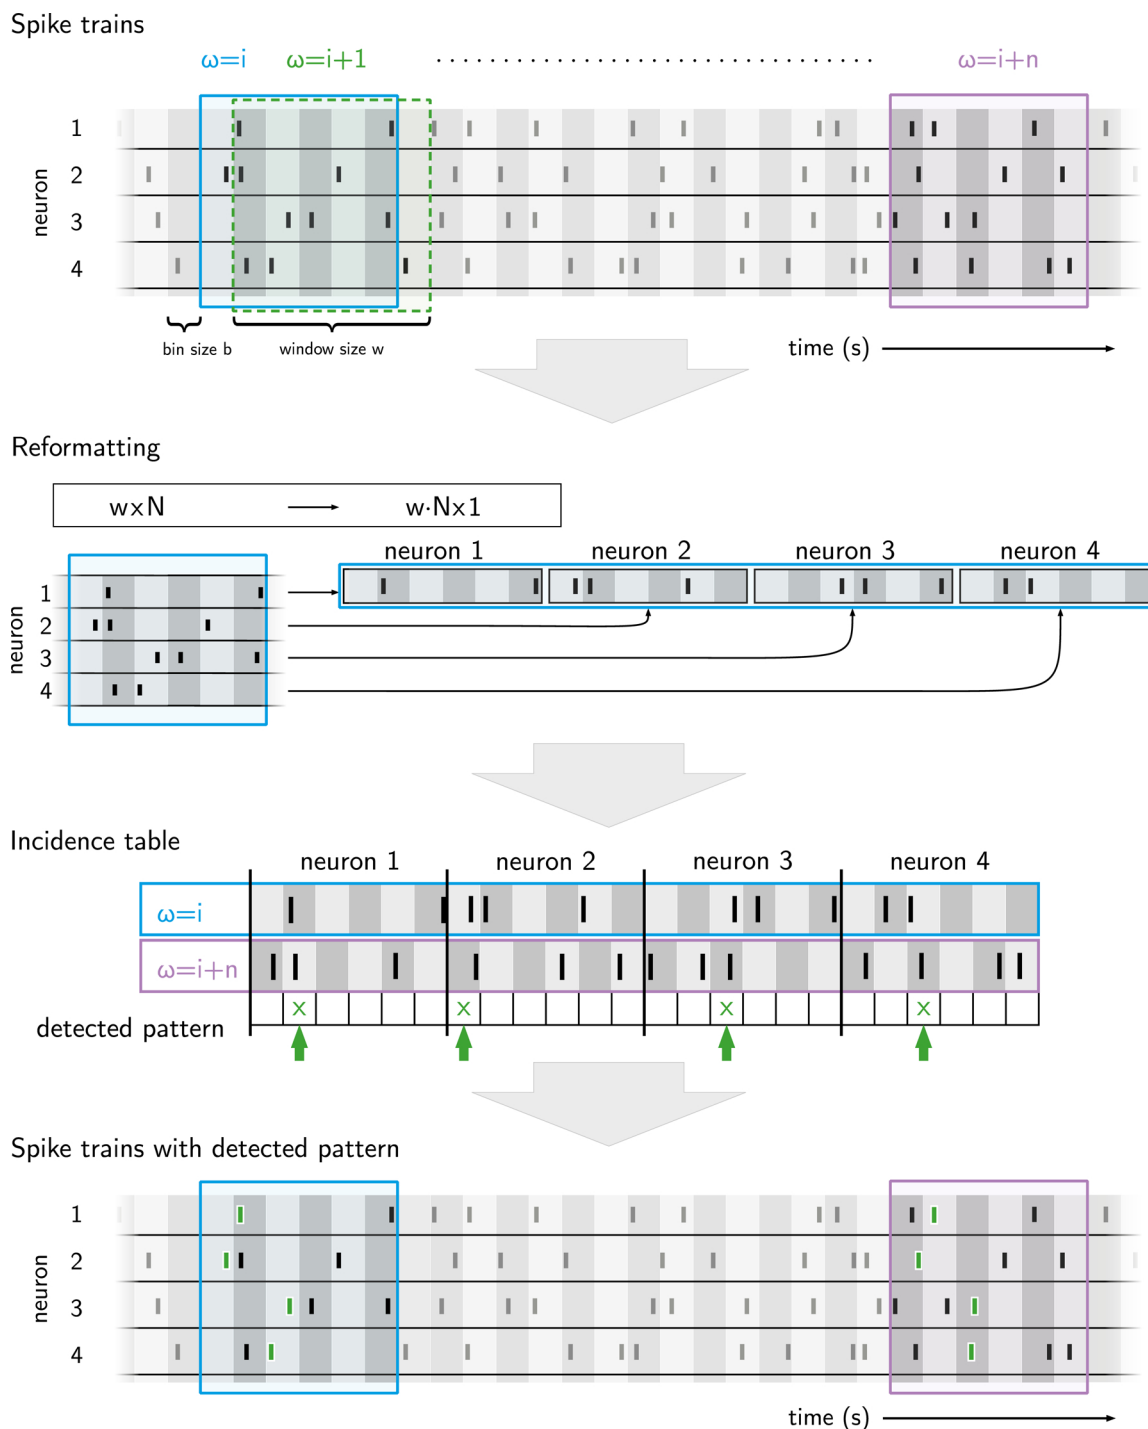 Spike trains
ω=i ω=i+1 ω=i+n
neuron
1
2
3
4
bin size b window size w
time (s)
Reformatting
w×N w·N×1
neuron 1 neuron 2 neuron 3 neuron 4
neuron
1
2
3
4
Incidence table
neuron 1 neuron 2 neuron 3 neuron 4
ω=i
ω=i+n
x x x x
detected pattern
Spike trains with detected pattern
neuron
1
2
3
4
time (s)